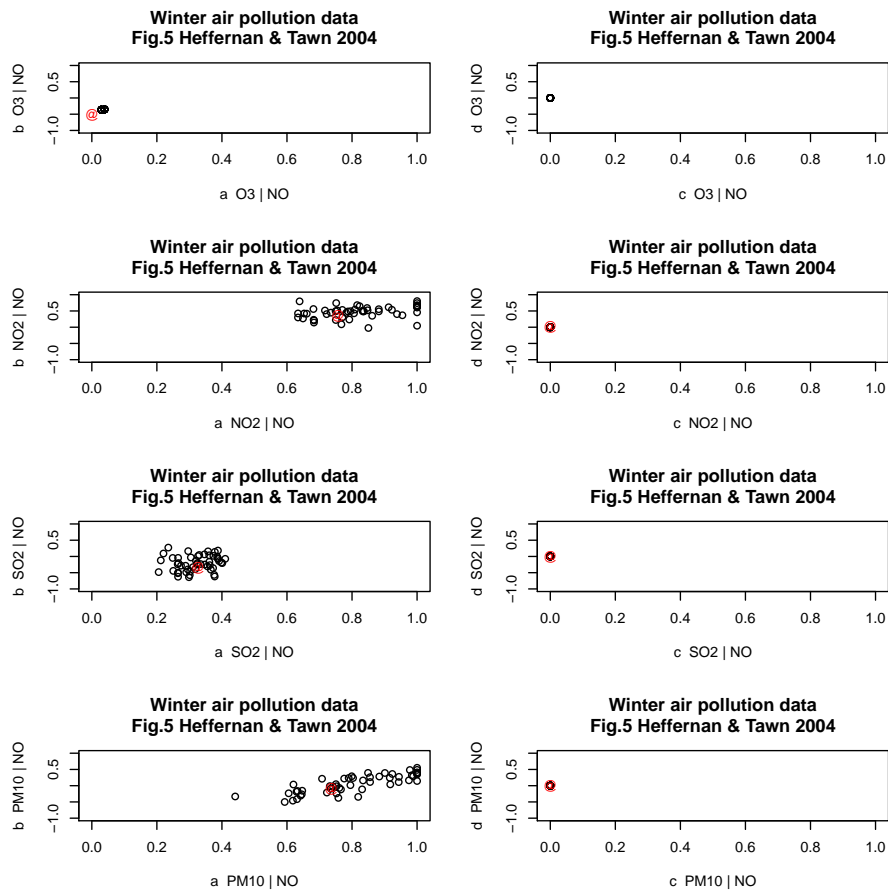 Winter air pollution data
Fig.5 Heffernan & Tawn 2004
b O3 | NO
0.5
−1.0
@
0.0 0.2 0.4 0.6 0.8 1.0
a O3 | NO
Winter air pollution data
Fig.5 Heffernan & Tawn 2004
d O3 | NO
0.5
−1.0
0.0 0.2 0.4 0.6 0.8 1.0
c O3 | NO
Winter air pollution data
Fig.5 Heffernan & Tawn 2004
b NO2 | NO
0.5
−1.0
@
0.0 0.2 0.4 0.6 0.8 1.0
a NO2 | NO
Winter air pollution data
Fig.5 Heffernan & Tawn 2004
d NO2 | NO
0.5
−1.0
@
0.0 0.2 0.4 0.6 0.8 1.0
c NO2 | NO
Winter air pollution data
Fig.5 Heffernan & Tawn 2004
b SO2 | NO
0.5
−1.0
@
0.0 0.2 0.4 0.6 0.8 1.0
a SO2 | NO
Winter air pollution data
Fig.5 Heffernan & Tawn 2004
d SO2 | NO
0.5
−1.0
@
0.0 0.2 0.4 0.6 0.8 1.0
c SO2 | NO
Winter air pollution data
Fig.5 Heffernan & Tawn 2004
b PM10 | NO
0.5
−1.0
@
0.0 0.2 0.4 0.6 0.8 1.0
a PM10 | NO
Winter air pollution data
Fig.5 Heffernan & Tawn 2004
d PM10 | NO
0.5
−1.0
@
0.0 0.2 0.4 0.6 0.8 1.0
c PM10 | NO